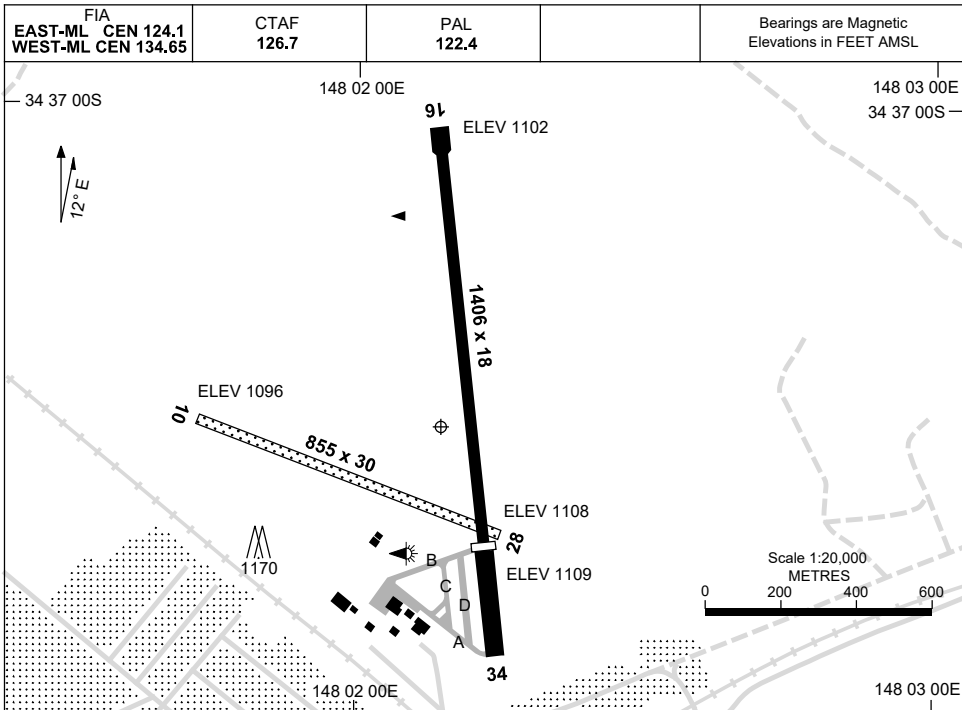 FIA
EAST-ML CEN 124.1
WEST-ML CEN 134.65
CTAF
126.7
PAL
122.4
Bearings are Magnetic
Elevations in FEET AMSL
148 02 00E
148 03 00E
34 37 00S
34 37 00S
16
ELEV 1102
12° E
1406 x 18
ELEV 1096
10
855 x 30
ELEV 1108
28
ELEV 1109
1170
B
C
D
A
34
Scale 1:20,000
METRES
0 200 400 600
148 02 00E
148 03 00E